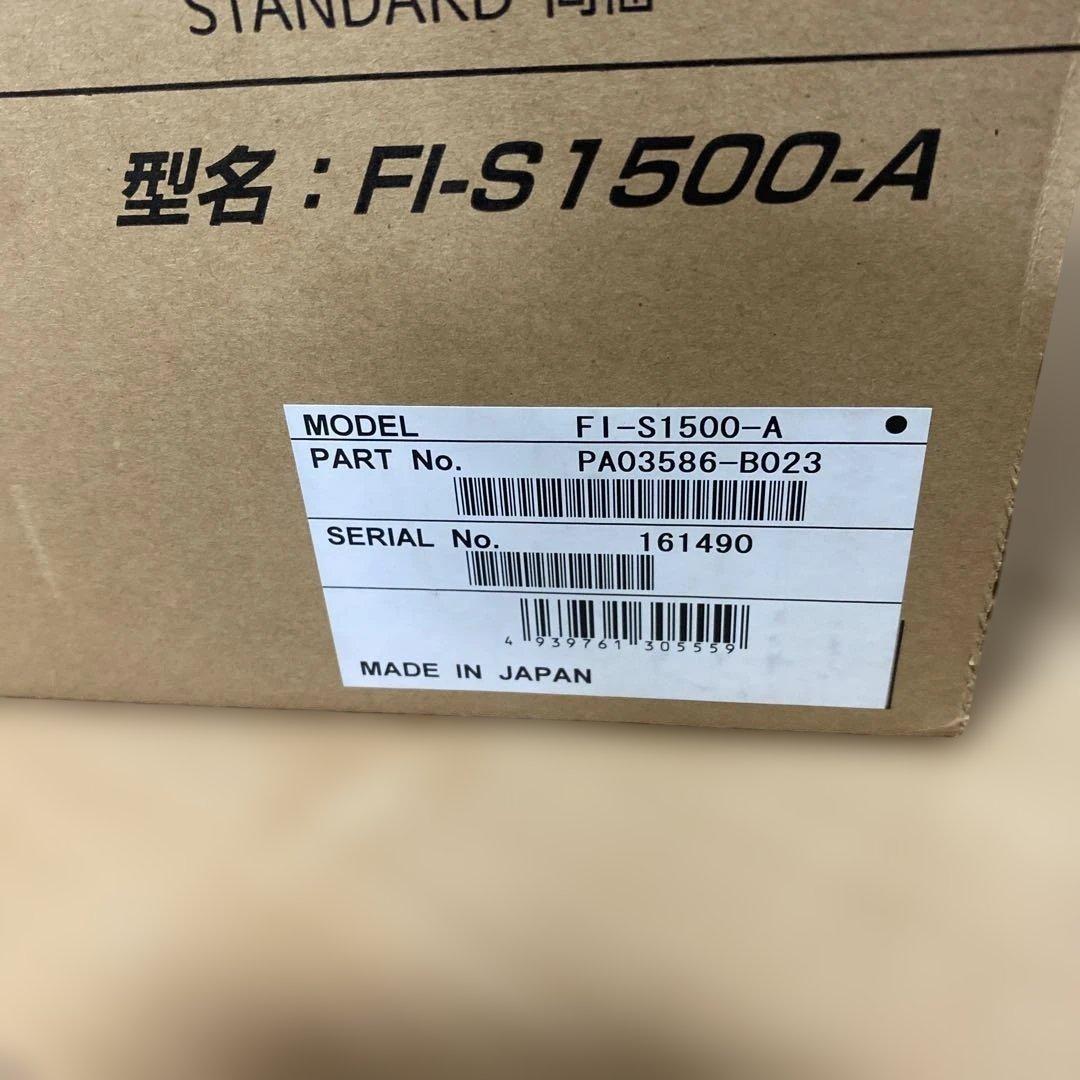 STANDARD
型名：FI-S1500-A
MODEL FI-S1500-A
PART No. PA03586-B023
SERIAL No. 161490
4 939761 305559
MADE IN JAPAN